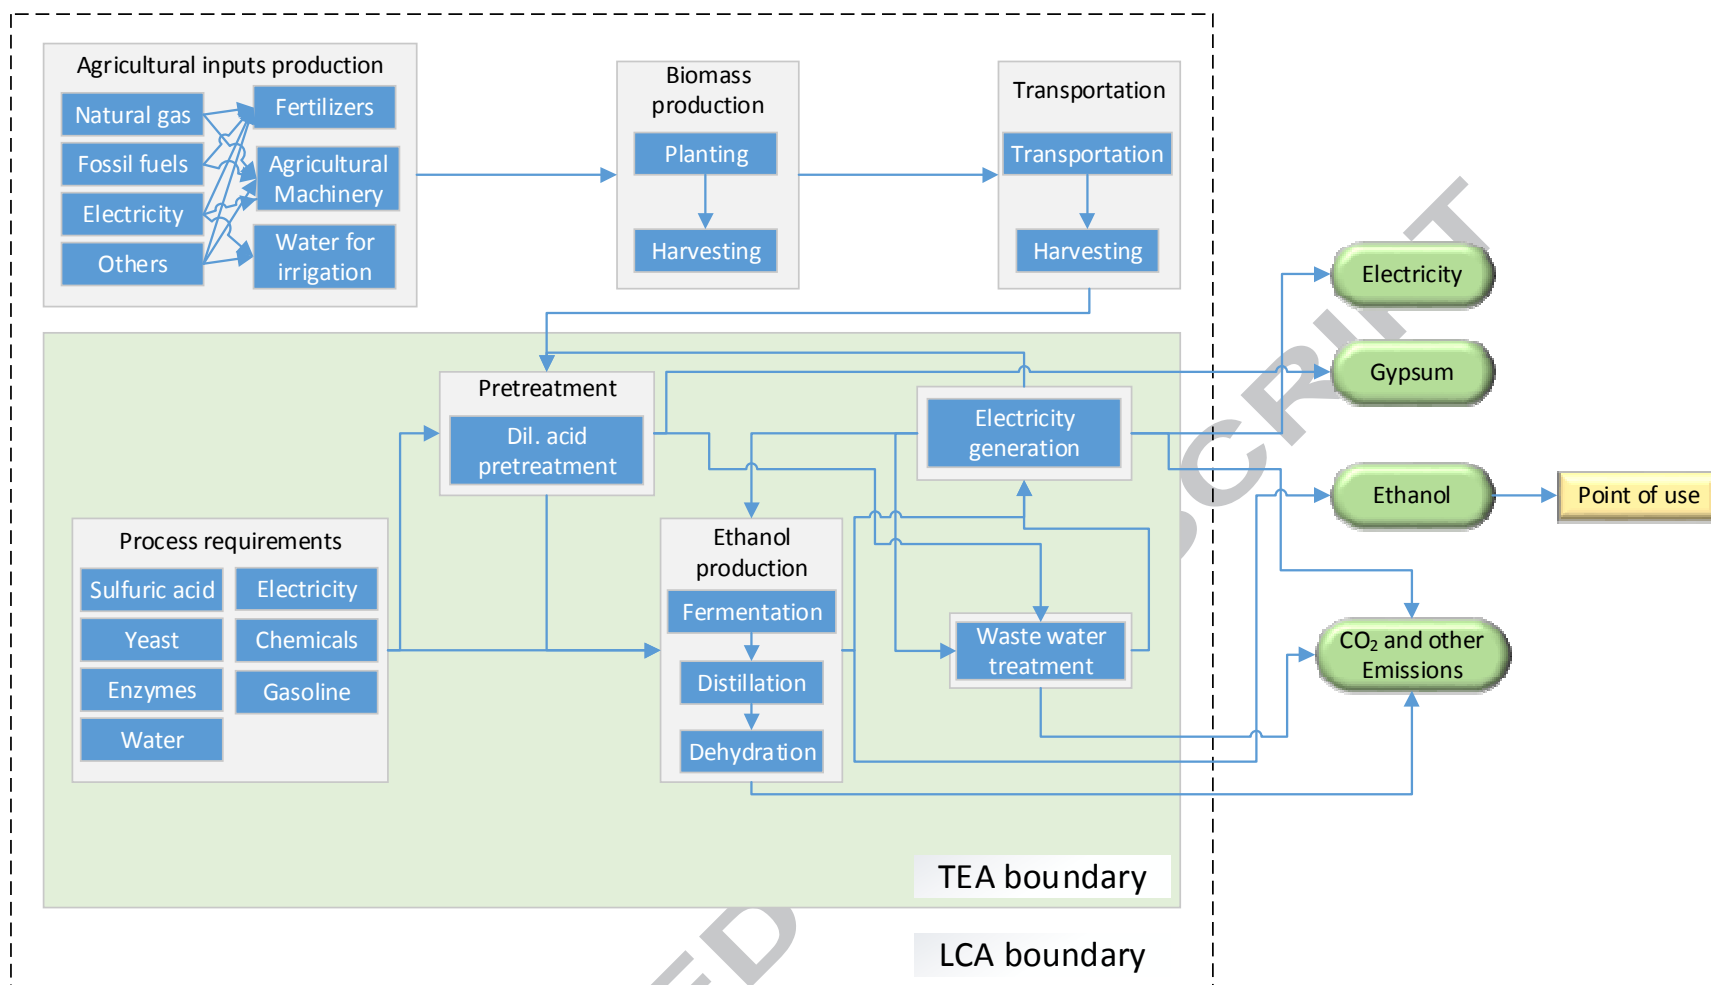 Agricultural inputs production
Natural gas
Fossil fuels
Electricity
Others
Fertilizers
Agricultural
Machinery
Water for
irrigation
Biomass
production
Planting
Harvesting
Transportation
Transportation
Harvesting
Electricity
Gypsum
Ethanol
Point of use
CO₂ and other
Emissions
Pretreatment
Dil. acid
pretreatment
Electricity
generation
Process requirements
Sulfuric acid
Yeast
Enzymes
Water
Electricity
Chemicals
Gasoline
Ethanol
production
Fermentation
Distillation
Dehydration
Waste water
treatment
TEA boundary
LCA boundary